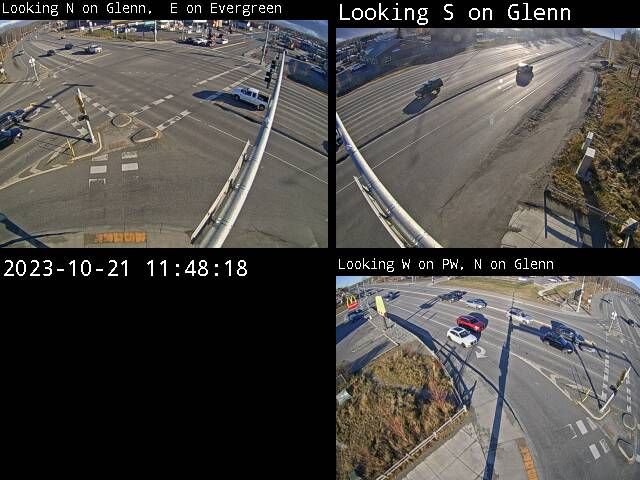 Looking N on Glenn,  E on Evergreen
Looking S on Glenn
2023-10-21 11:48:18
Looking W on PW, N on Glenn